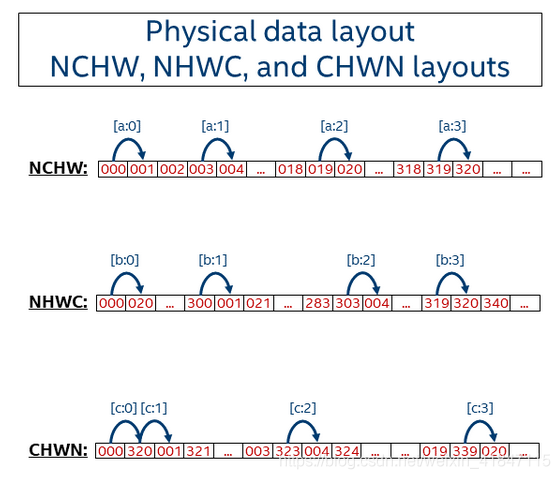 Physical data layout
NCHW, NHWC, and CHWN layouts
[a:0] [a:1] [a:2] [a:3]
NCHW: 000 001 002 003 004 ... 018 019 020 ... 318 319 320 ... ...
[b:0] [b:1] [b:2] [b:3]
NHWC: 000 020 ... 300 001 021 ... 283 303 004 ... 319 320 340 ...
[c:0] [c:1] [c:2] [c:3]
CHWN: 000 320 001 321 ... 003 323 004 324 ... ... 019 339 020 ...
https://blog.csdn.net/weixin_41847115